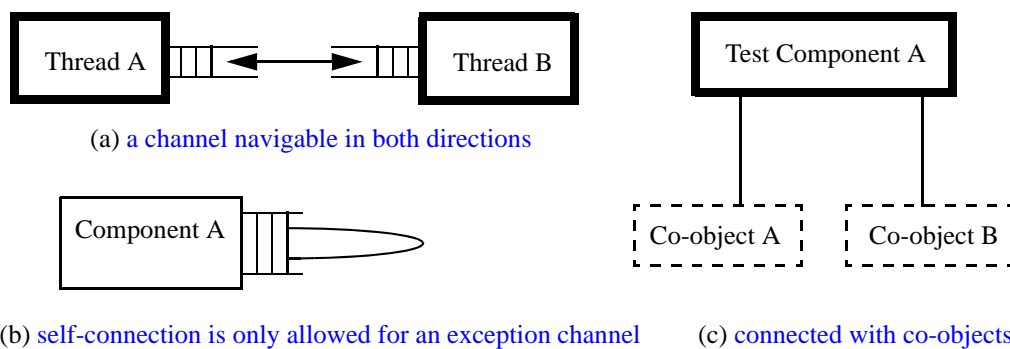 Thread A
Thread B
Test Component A
(a) a channel navigable in both directions
Component A
Co-object A
Co-object B
(b) self-connection is only allowed for an exception channel
(c) connected with co-objects